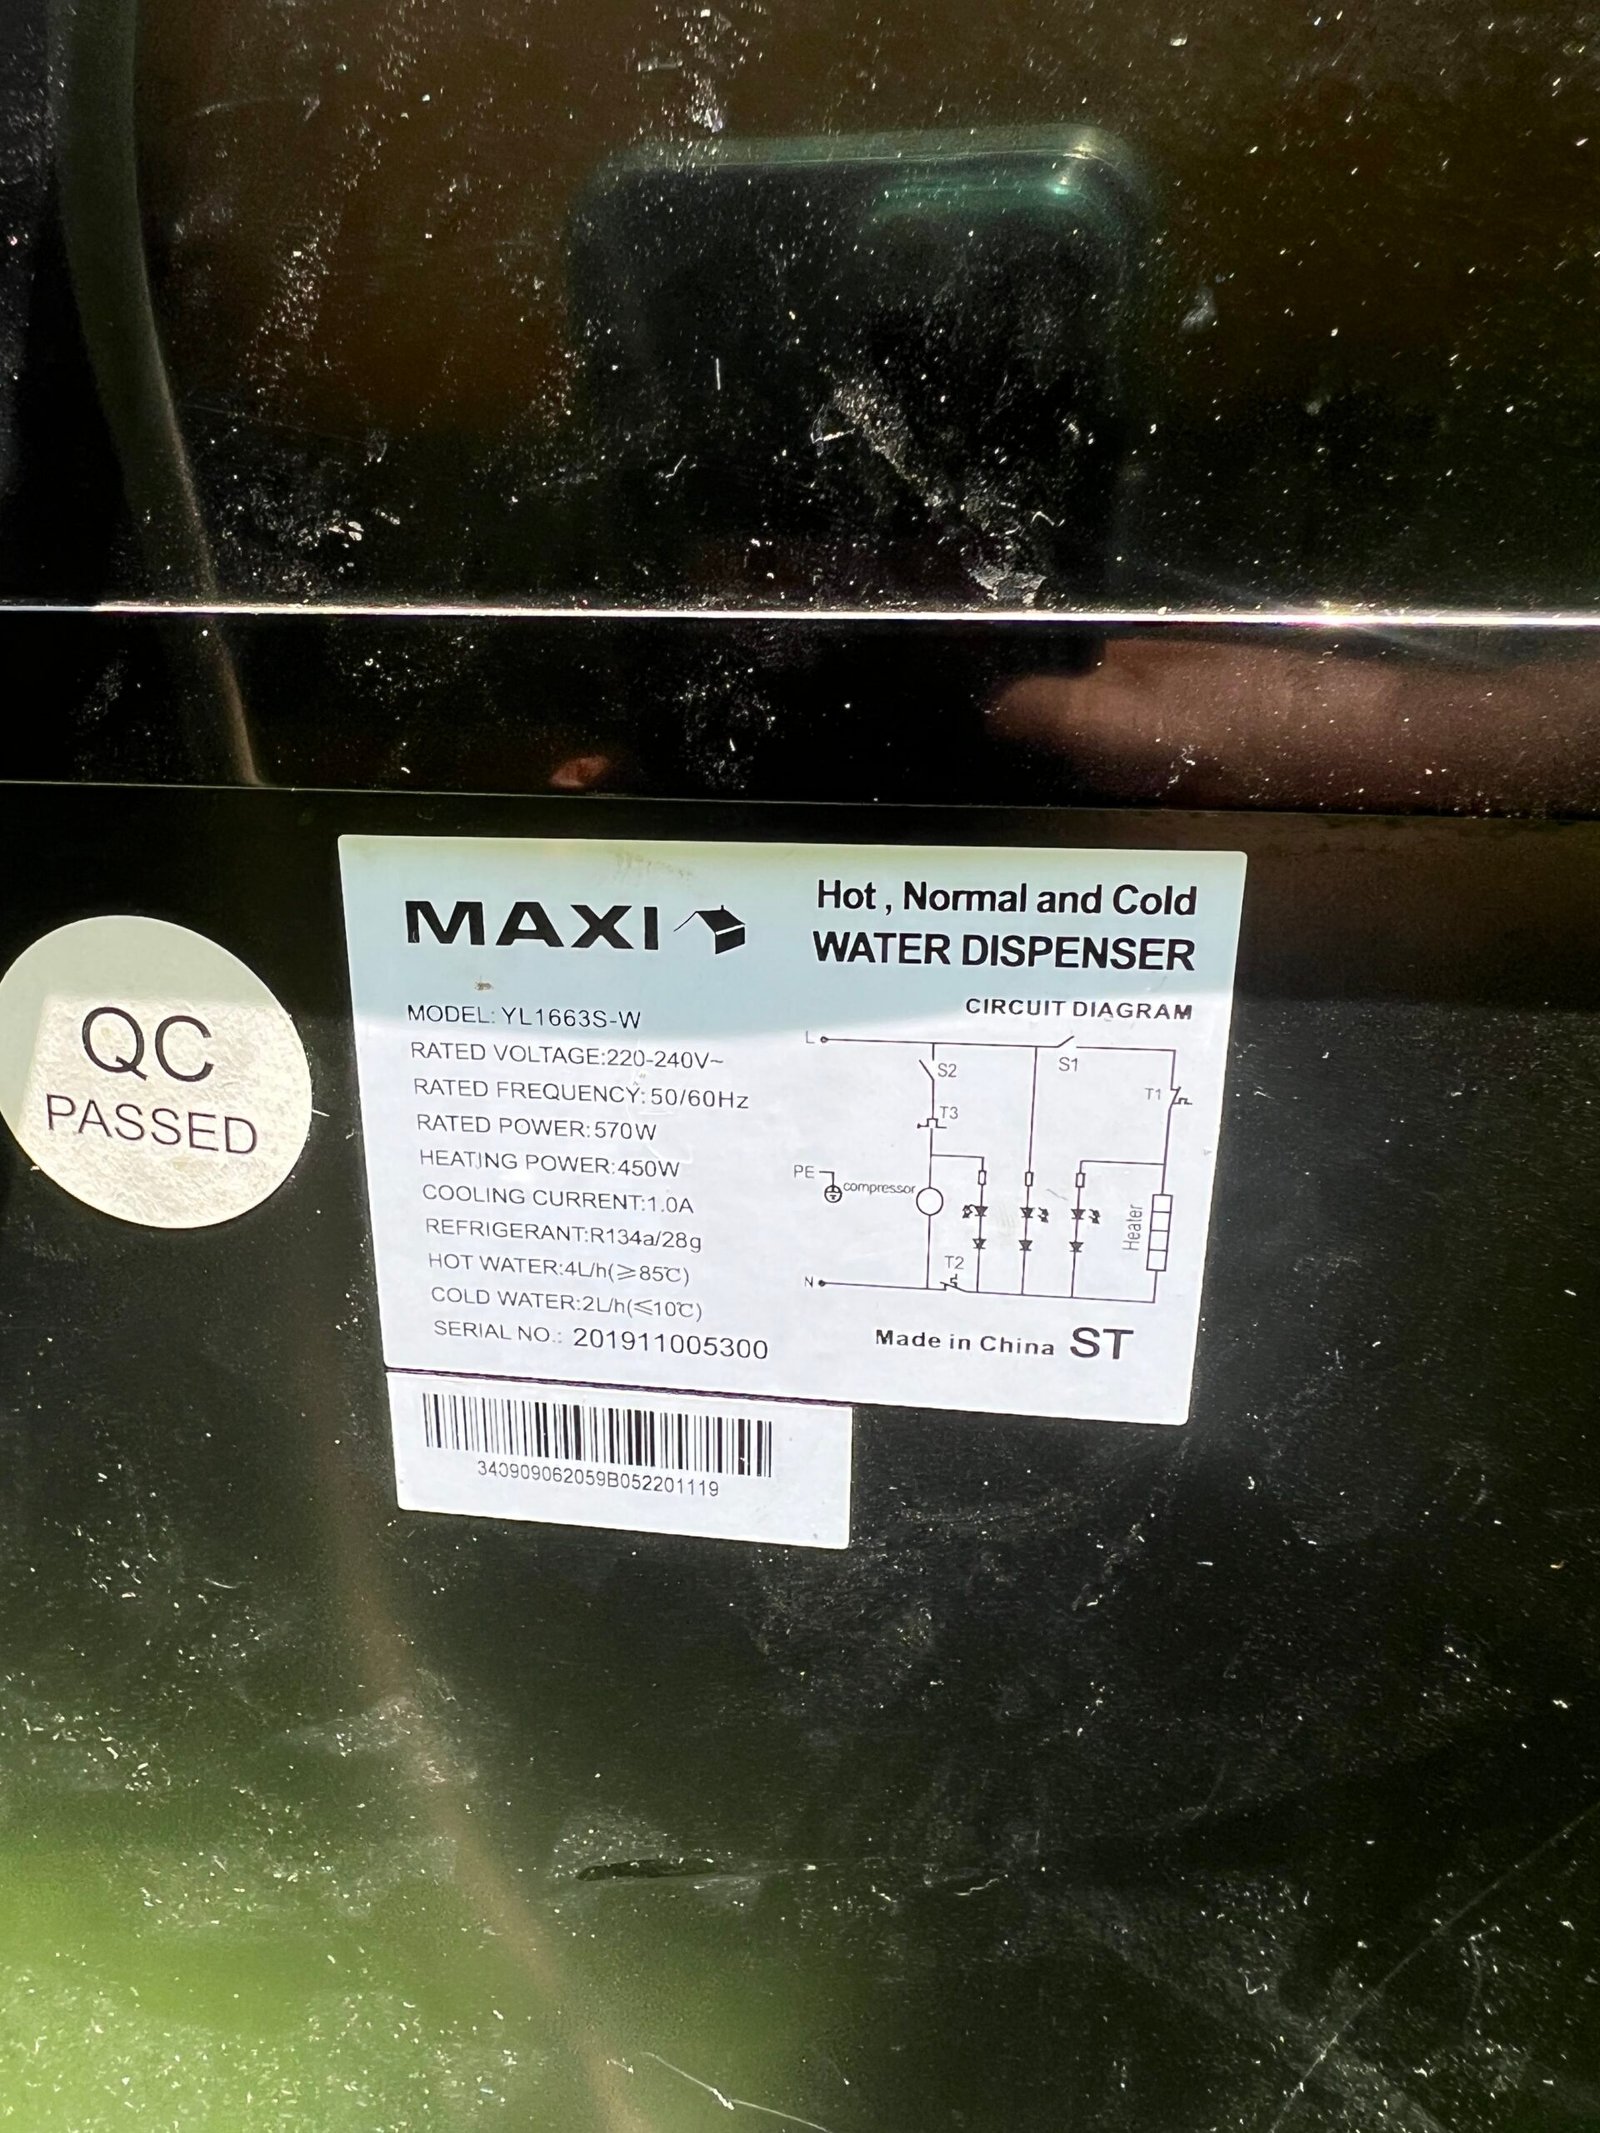 QC
PASSED
MAXI
Hot , Normal and Cold
WATER DISPENSER
MODEL: YL1663S-W
RATED VOLTAGE:220-240V~
RATED FREQUENCY:50/60Hz
RATED POWER:570W
HEATING POWER:450W
COOLING CURRENT:1.0A
REFRIGERANT:R134a/28g
HOT WATER:4L/h(≥85℃)
COLD WATER:2L/h(≤10℃)
SERIAL NO.: 201911005300
CIRCUIT DIAGRAM
L
S1
S2
T1
T3
PE
compressor
Heater
T2
N
Made in China ST
340909062059B052201119